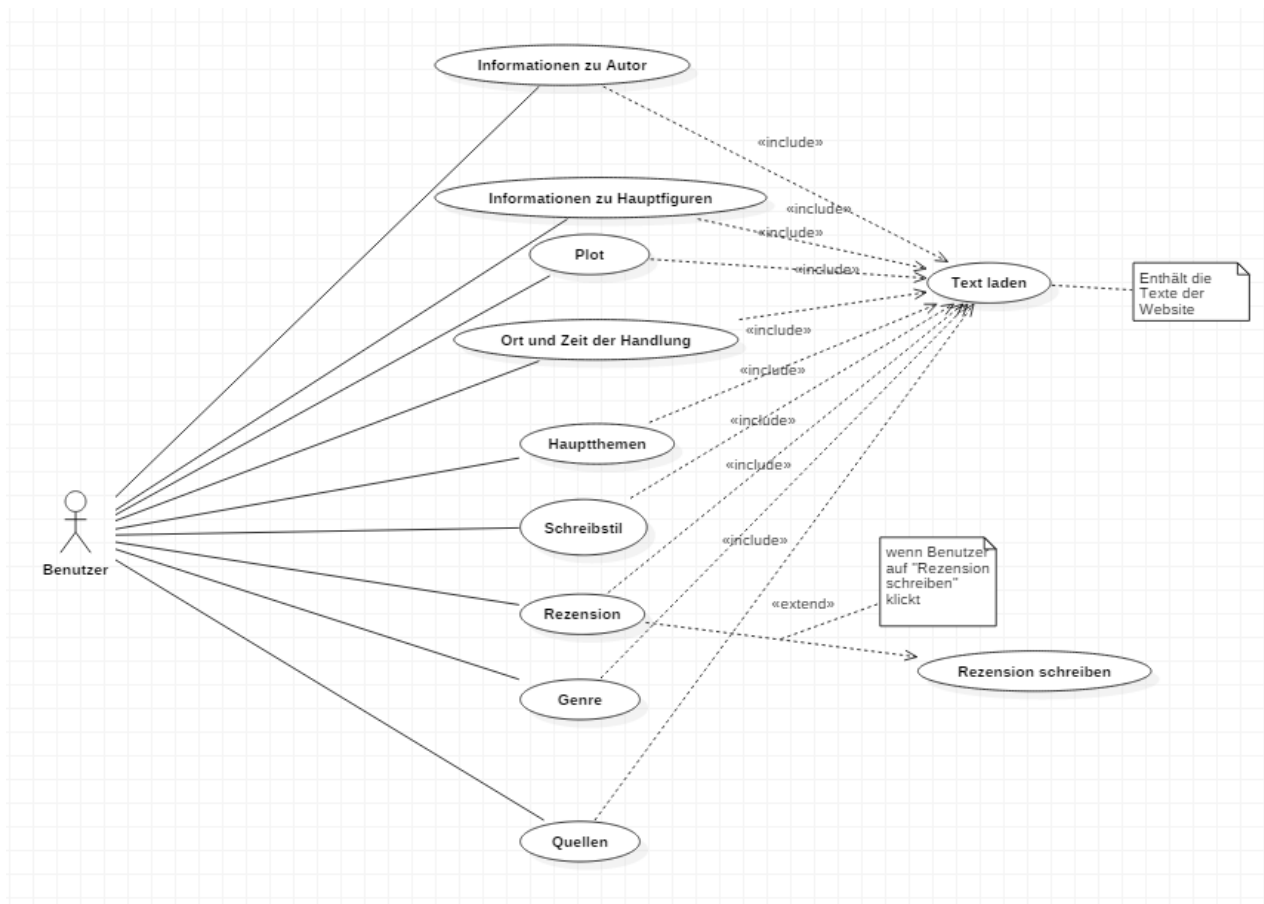 Informationen zu Autor
«include»
Informationen zu Hauptfiguren
«include»
«include»
Plot
«include»
Text laden
Enthält die
Texte der
Website
Ort und Zeit der Handlung
«include»
«include»
Hauptthemen
«include»
«include»
Schreibstil
«include»
Benutzer
wenn Benutzer
auf "Rezension
schreiben"
klickt
«extend»
Rezension
Rezension schreiben
Genre
Quellen